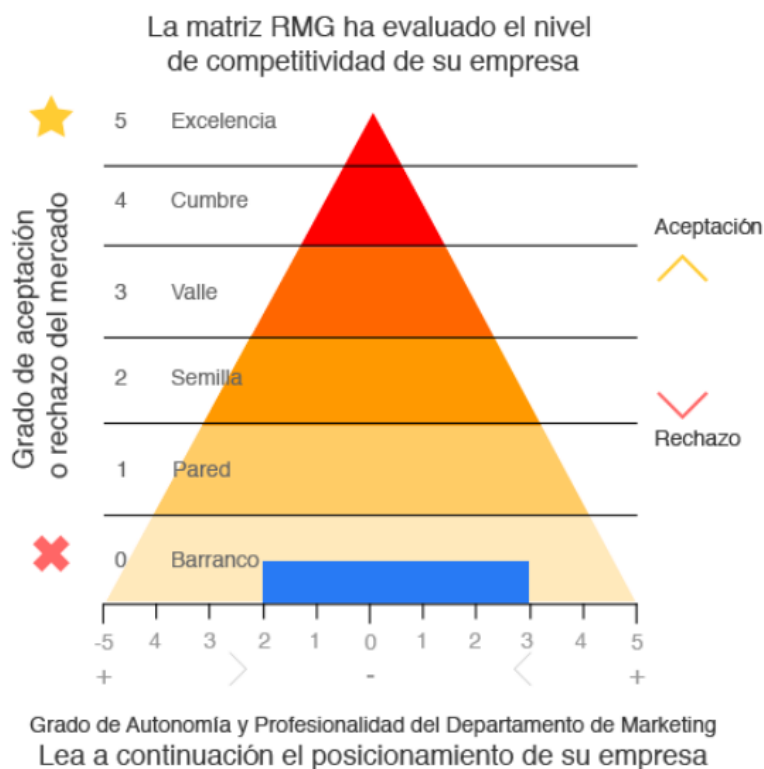 La matriz RMG ha evaluado el nivel
de competitividad de su empresa
Grado de aceptación
o rechazo del mercado
5 Excelencia
4 Cumbre
3 Valle
2 Semilla
1 Pared
0 Barranco
Aceptación
Rechazo
-5 4 3 2 1 0 1 2 3 4 5
+ - +
Grado de Autonomía y Profesionalidad del Departamento de Marketing
Lea a continuación el posicionamiento de su empresa